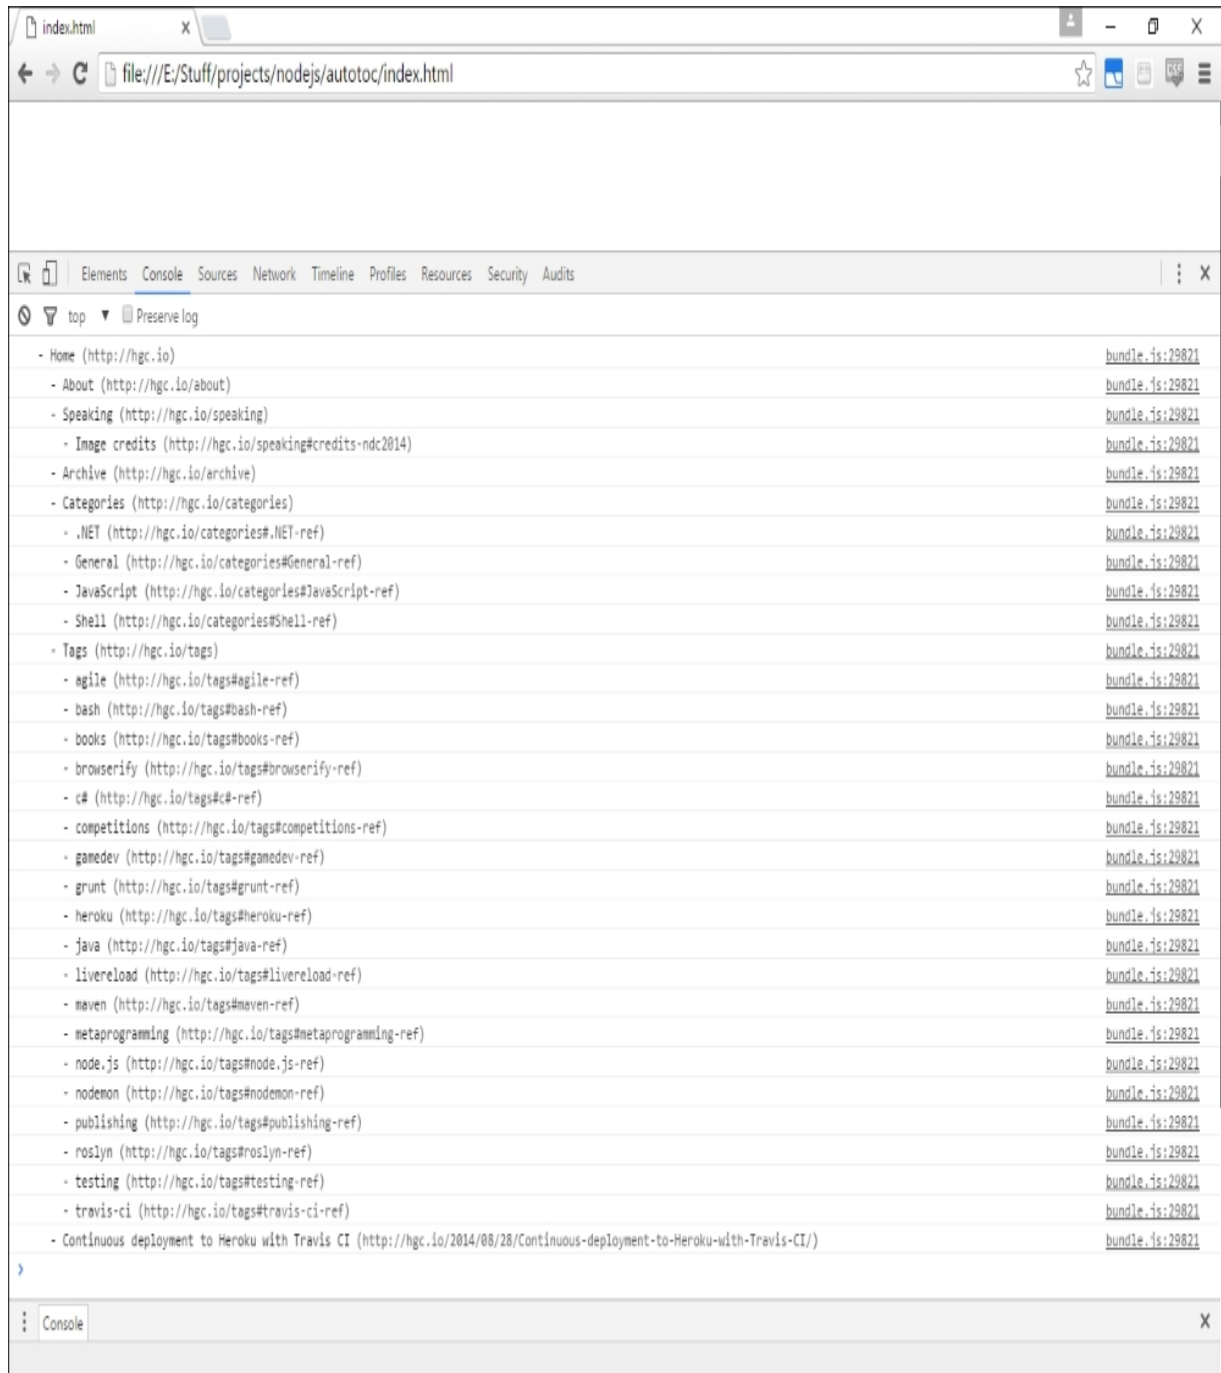 index.html
file:///E:/Stuff/projects/nodejs/autotoc/index.html
Elements Console Sources Network Timeline Profiles Resources Security Audits
top ▼ Preserve log
- Home (http://hgc.io) bundle.js:29821
- About (http://hgc.io/about) bundle.js:29821
- Speaking (http://hgc.io/speaking) bundle.js:29821
- Image credits (http://hgc.io/speaking#credits-ndc2014) bundle.js:29821
- Archive (http://hgc.io/archive) bundle.js:29821
- Categories (http://hgc.io/categories) bundle.js:29821
- .NET (http://hgc.io/categories#.NET-ref) bundle.js:29821
- General (http://hgc.io/categories#General-ref) bundle.js:29821
- JavaScript (http://hgc.io/categories#JavaScript-ref) bundle.js:29821
- Shell (http://hgc.io/categories#Shell-ref) bundle.js:29821
- Tags (http://hgc.io/tags) bundle.js:29821
- agile (http://hgc.io/tags#agile-ref) bundle.js:29821
- bash (http://hgc.io/tags#bash-ref) bundle.js:29821
- books (http://hgc.io/tags#books-ref) bundle.js:29821
- browserify (http://hgc.io/tags#browserify-ref) bundle.js:29821
- c# (http://hgc.io/tags#c#-ref) bundle.js:29821
- competitions (http://hgc.io/tags#competitions-ref) bundle.js:29821
- gamedev (http://hgc.io/tags#gamedev-ref) bundle.js:29821
- grunt (http://hgc.io/tags#grunt-ref) bundle.js:29821
- heroku (http://hgc.io/tags#heroku-ref) bundle.js:29821
- java (http://hgc.io/tags#java-ref) bundle.js:29821
- livereload (http://hgc.io/tags#livereload-ref) bundle.js:29821
- maven (http://hgc.io/tags#maven-ref) bundle.js:29821
- metaprogramming (http://hgc.io/tags#metaprogramming-ref) bundle.js:29821
- node.js (http://hgc.io/tags#node.js-ref) bundle.js:29821
- nodemon (http://hgc.io/tags#nodemon-ref) bundle.js:29821
- publishing (http://hgc.io/tags#publishing-ref) bundle.js:29821
- roslyn (http://hgc.io/tags#roslyn-ref) bundle.js:29821
- testing (http://hgc.io/tags#testing-ref) bundle.js:29821
- travis-ci (http://hgc.io/tags#travis-ci-ref) bundle.js:29821
- Continuous deployment to Heroku with Travis CI (http://hgc.io/2014/08/28/Continuous-deployment-to-Heroku-with-Travis-CI/) bundle.js:29821
Console